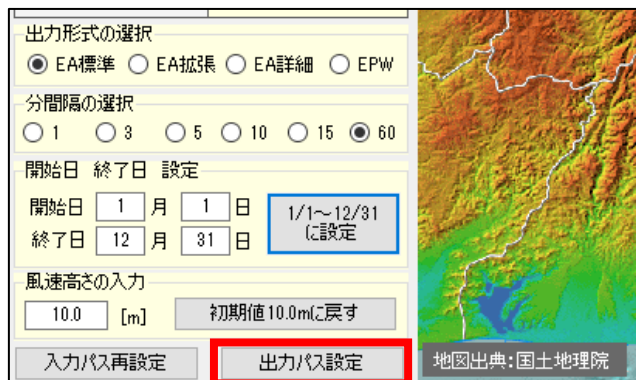 出力形式の選択
EA標準 EA拡張 EA詳細 EPW
分間隔の選択
1 3 5 10 15 60
開始日 終了日 設定
開始日 1 月 1 日
終了日 12 月 31 日
1/1～12/31
に設定
風速高さの入力
10.0 [m] 初期値10.0mに戻す
入力パス再設定 出力パス設定
地図出典:国土地理院